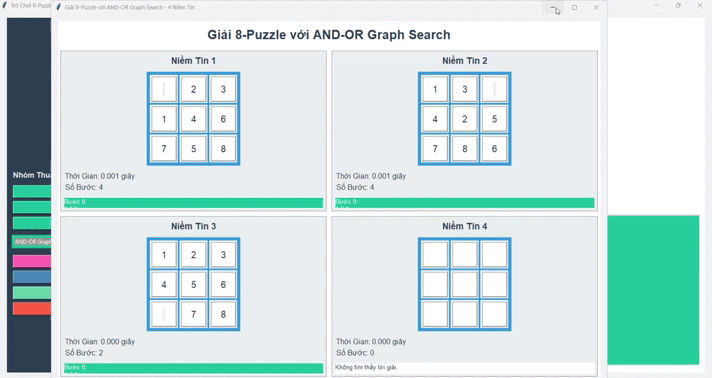 Trò Chơi 8-Puzzle
Giải 8-Puzzle với AND-OR Graph Search - 4 Niềm Tin
Giải 8-Puzzle với AND-OR Graph Search
Niềm Tin 1
2 3
1 4 6
7 5 8
Thời Gian: 0.001 giây
Số Bước: 4
Bước 0:
Niềm Tin 2
1 3
4 2 5
7 8 6
Thời Gian: 0.001 giây
Số Bước: 4
Bước 0:
Nhóm Thuậ
AND-OR Graph
Niềm Tin 3
1 2 3
4 5 6
7 8
Thời Gian: 0.000 giây
Số Bước: 2
Bước 0:
Niềm Tin 4
Thời Gian: 0.000 giây
Số Bước: 0
Không tìm thấy lời giải.